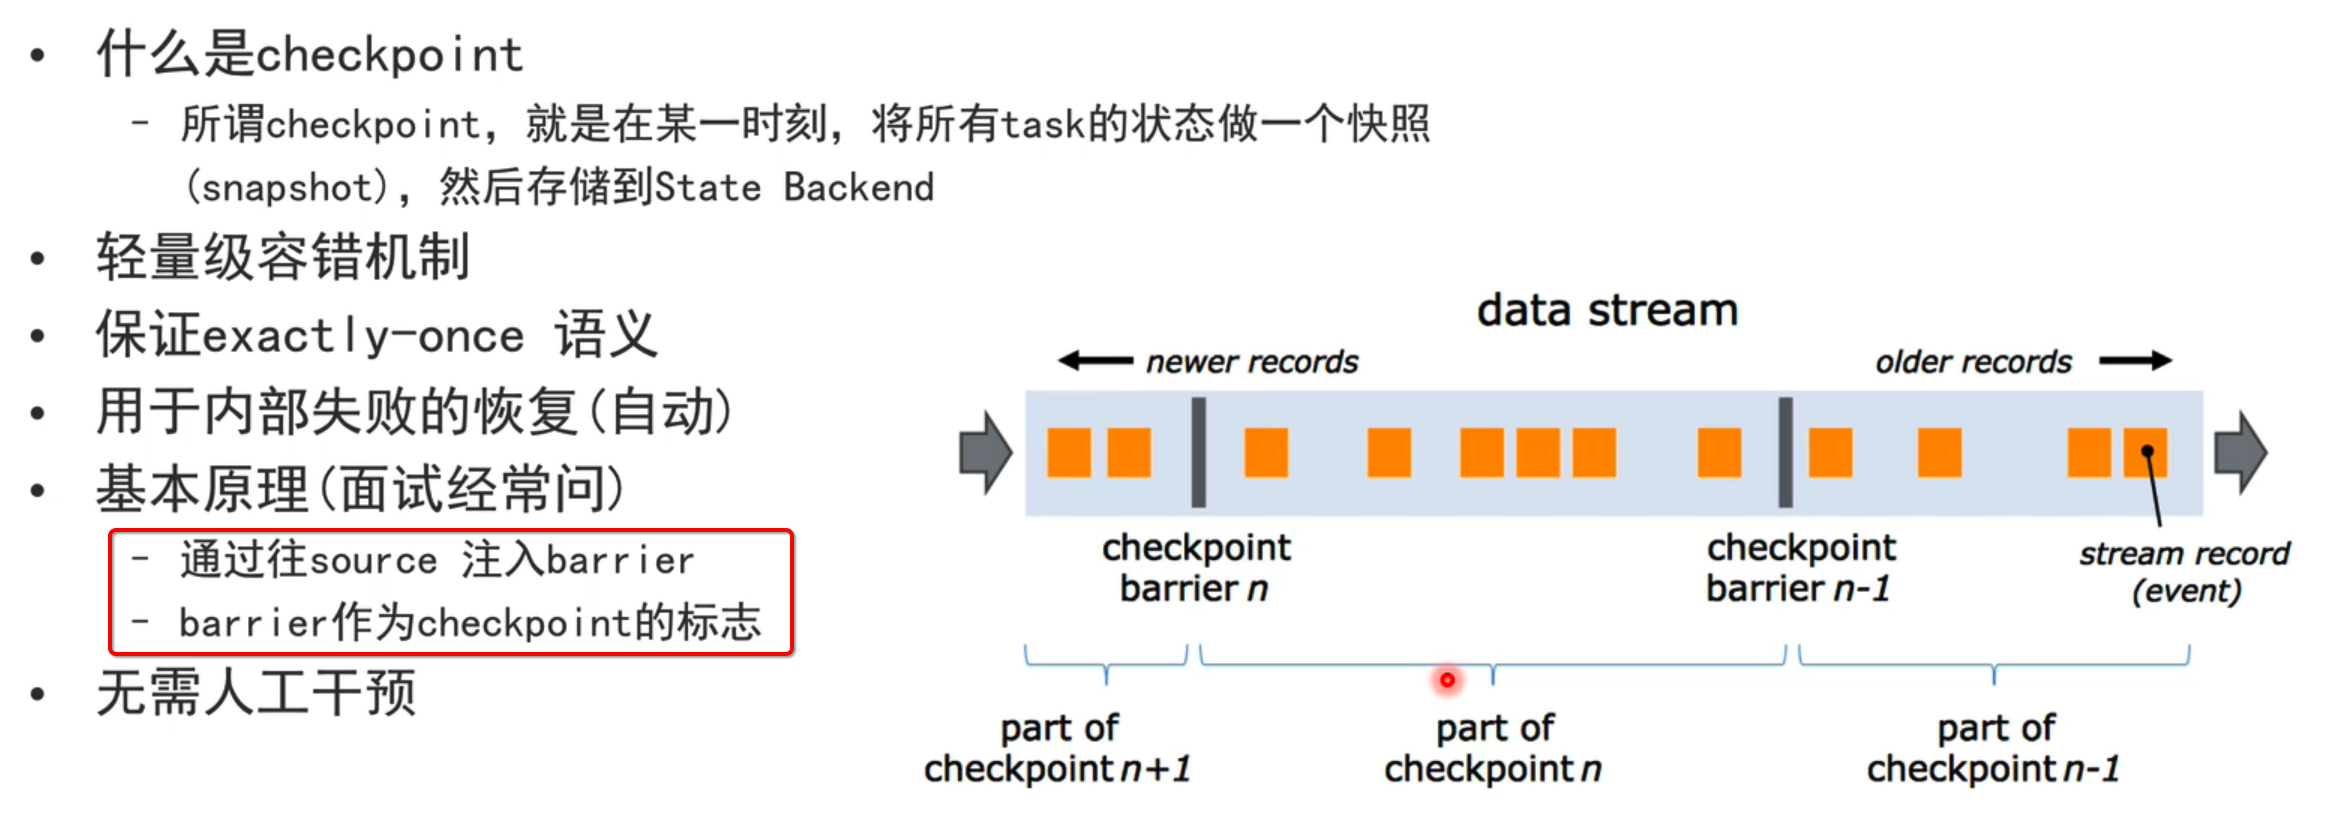 • 什么是checkpoint
- 所谓checkpoint，就是在某一时刻，将所有task的状态做一个快照
(snapshot)，然后存储到State Backend
• 轻量级容错机制
• 保证exactly-once 语义
• 用于内部失败的恢复(自动)
• 基本原理(面试经常问)
- 通过往source 注入barrier
- barrier作为checkpoint的标志
• 无需人工干预
data stream
newer records
older records
checkpoint
barrier n
checkpoint
barrier n-1
stream record
(event)
part of
checkpoint n+1
part of
checkpoint n
part of
checkpoint n-1